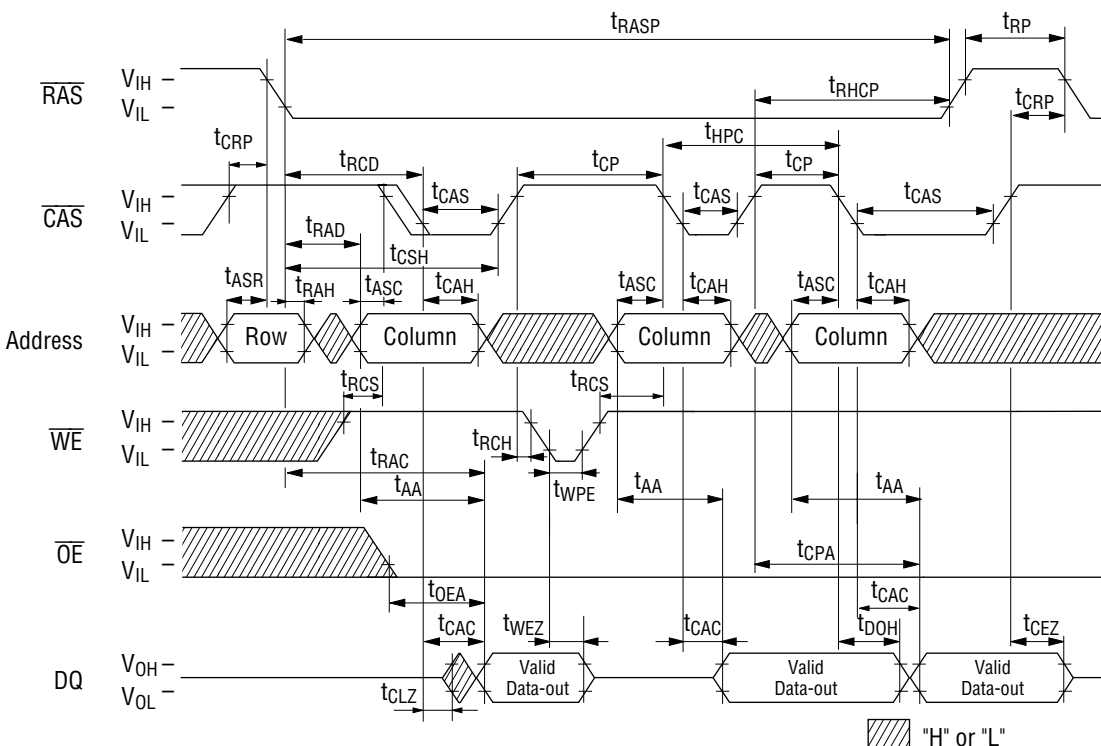 tRASP tRP
RAS VIH VIL
tRHCP
tCRP tCRP
tHPC
tRCD tCP tCP
CAS VIH VIL
tCAS tCAS tCAS
tRAD
tCSH
tASR tRAH tASC tCAH tASC tCAH tASC tCAH
Address VIH VIL
Row Column Column Column
tRCS tRCS
WE VIH VIL
tRCH
tRAC
tWPE
tAA tAA tAA
OE VIH VIL
tCPA
tOEA
tCAC
tCAC tWEZ tCAC tDOH tCEZ
DQ VOH VOL
Valid Data-out
Valid Data-out
Valid Data-out
tCLZ
"H" or "L"